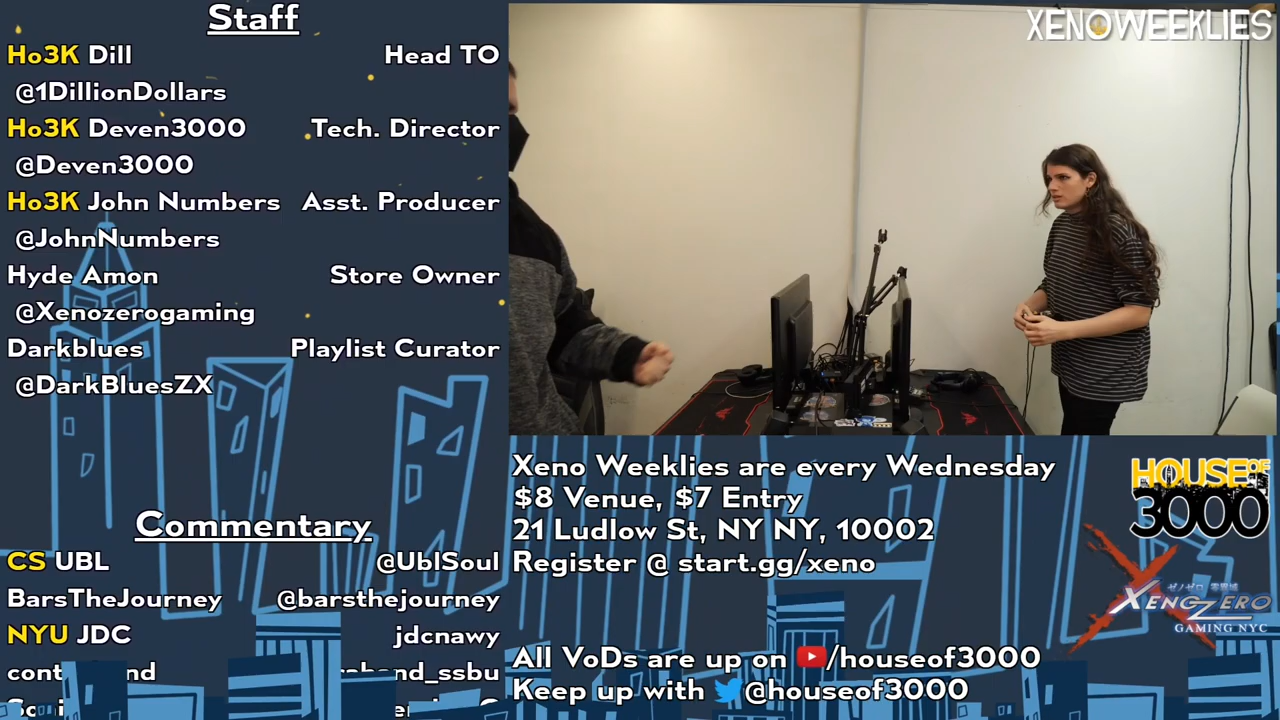 Staff
Ho3K Dill Head TO
@1DillionDollars
Ho3K Deven3000 Tech. Director
@Deven3000
Ho3K John Numbers Asst. Producer
@JohnNumbers
Hyde Amon Store Owner
@Xenozerogaming
Darkblues Playlist Curator
@DarkBluesZX
Commentary
CS UBL @UblSoul
BarsTheJourney @barsthejourney
NYU JDC jdcnawy
XENOWEEKLIES
Xeno Weeklies are every Wednesday
$8 Venue, $7 Entry
21 Ludlow St, NY NY, 10002
Register @ start.gg/xeno
All VoDs are up on /houseof3000
Keep up with @houseof3000
HOUSE OF
3000
XENOZERO
GAMING NYC